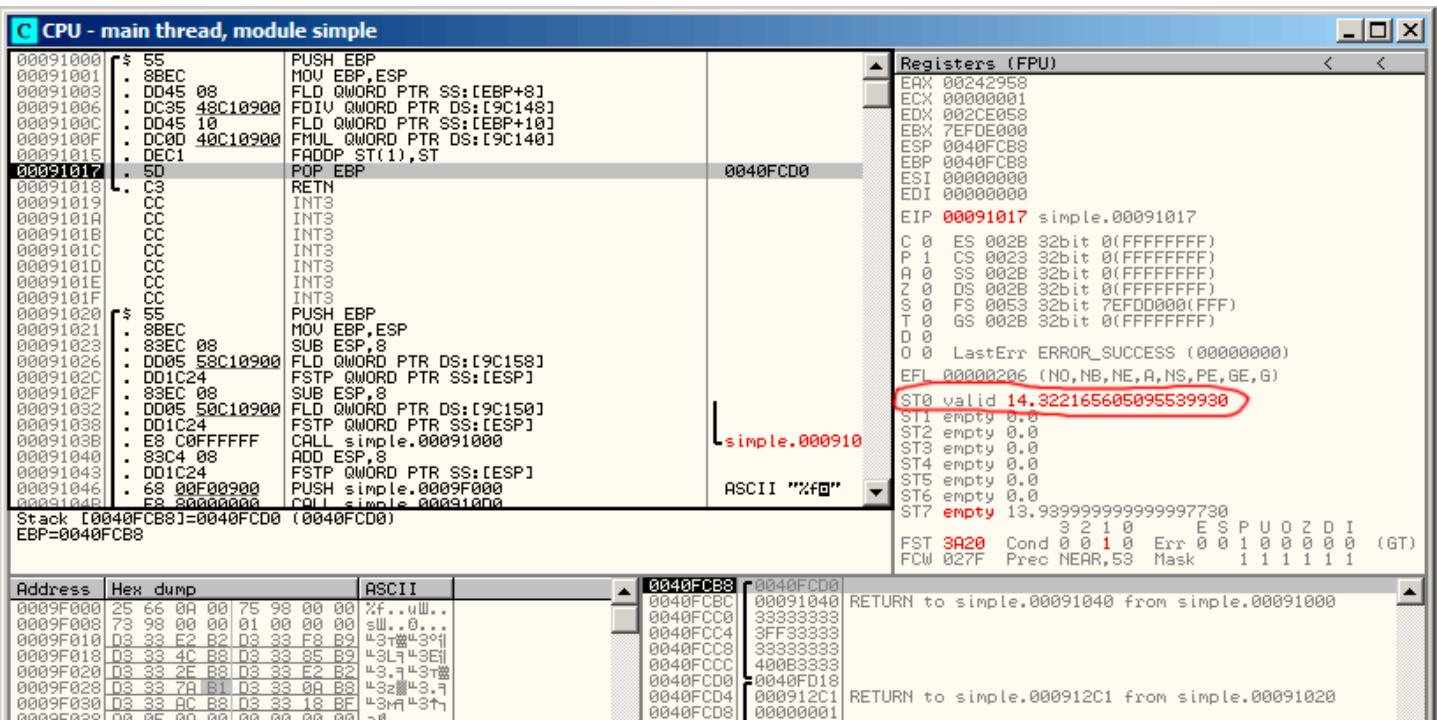 C CPU - main thread, module simple
00091000 $ 55 PUSH EBP
00091001 . 8BEC MOV EBP,ESP
00091003 . DD45 08 FLD QWORD PTR SS:[EBP+8]
00091006 . DC35 48C10900 FDIV QWORD PTR DS:[9C148]
0009100C . DD45 10 FLD QWORD PTR SS:[EBP+10]
0009100F . DC0D 40C10900 FMUL QWORD PTR DS:[9C140]
00091015 . DEC1 FADDP ST(1),ST
00091017 . 5D POP EBP 0040FCD0
00091018 . C3 RETN
00091019 CC INT3
0009101A CC INT3
0009101B CC INT3
0009101C CC INT3
0009101D CC INT3
0009101E CC INT3
0009101F CC INT3
00091020 $ 55 PUSH EBP
00091021 . 8BEC MOV EBP,ESP
00091023 . 83EC 08 SUB ESP,8
00091026 . DD05 58C10900 FLD QWORD PTR DS:[9C158]
0009102C . DD1C24 FSTP QWORD PTR SS:[ESP]
0009102F . 83EC 08 SUB ESP,8
00091032 . DD05 50C10900 FLD QWORD PTR DS:[9C150]
00091038 . DD1C24 FSTP QWORD PTR SS:[ESP]
0009103B . E8 C0FFFFFF CALL simple.00091000 simple.000910
00091040 . 83C4 08 ADD ESP,8
00091043 . DD1C24 FSTP QWORD PTR SS:[ESP]
00091046 . 68 00F00900 PUSH simple.0009F000 ASCII "%f◘"
0009104B . E8 80000000 CALL simple.000910D0
Stack [0040FCB8]=0040FCD0 (0040FCD0)
EBP=0040FCB8
Registers (FPU) < <
EAX 00242958
ECX 00000001
EDX 002CE058
EBX 7EFDE000
ESP 0040FCB8
EBP 0040FCB8
ESI 00000000
EDI 00000000
EIP 00091017 simple.00091017
C 0 ES 002B 32bit 0(FFFFFFFF)
P 1 CS 0023 32bit 0(FFFFFFFF)
A 0 SS 002B 32bit 0(FFFFFFFF)
Z 0 DS 002B 32bit 0(FFFFFFFF)
S 0 FS 0053 32bit 7EFDD000(FFF)
T 0 GS 002B 32bit 0(FFFFFFFF)
D 0
O 0 LastErr ERROR_SUCCESS (00000000)
EFL 00000206 (NO,NB,NE,A,NS,PE,GE,G)
ST0 valid 14.322165605095539930
ST1 empty 0.0
ST2 empty 0.0
ST3 empty 0.0
ST4 empty 0.0
ST5 empty 0.0
ST6 empty 0.0
ST7 empty 13.939999999999997730
3 2 1 0 E S P U O Z D I
FST 3A20 Cond 0 0 1 0 Err 0 0 1 0 0 0 0 0 (GT)
FCW 027F Prec NEAR,53 Mask 1 1 1 1 1 1
Address Hex dump ASCII
0009F000 25 66 0A 00 75 98 00 00
0009F008 73 98 00 00 01 00 00 00
0009F010 D3 33 E2 B2 D3 33 F8 B9
0009F018 D3 33 4C B8 D3 33 85 B9
0009F020 D3 33 2E B8 D3 33 E2 B2
0009F028 D3 33 7A B1 D3 33 0A B8
0009F030 D3 33 AC B8 D3 33 18 BF
0040FCB8 0040FCD0
0040FCBC 00091040 RETURN to simple.00091040 from simple.00091000
0040FCC0 33333333
0040FCC4 3FF33333
0040FCC8 33333333
0040FCCC 400B3333
0040FCD0 0040FD18
0040FCD4 000912C1 RETURN to simple.000912C1 from simple.00091020
0040FCD8 00000001